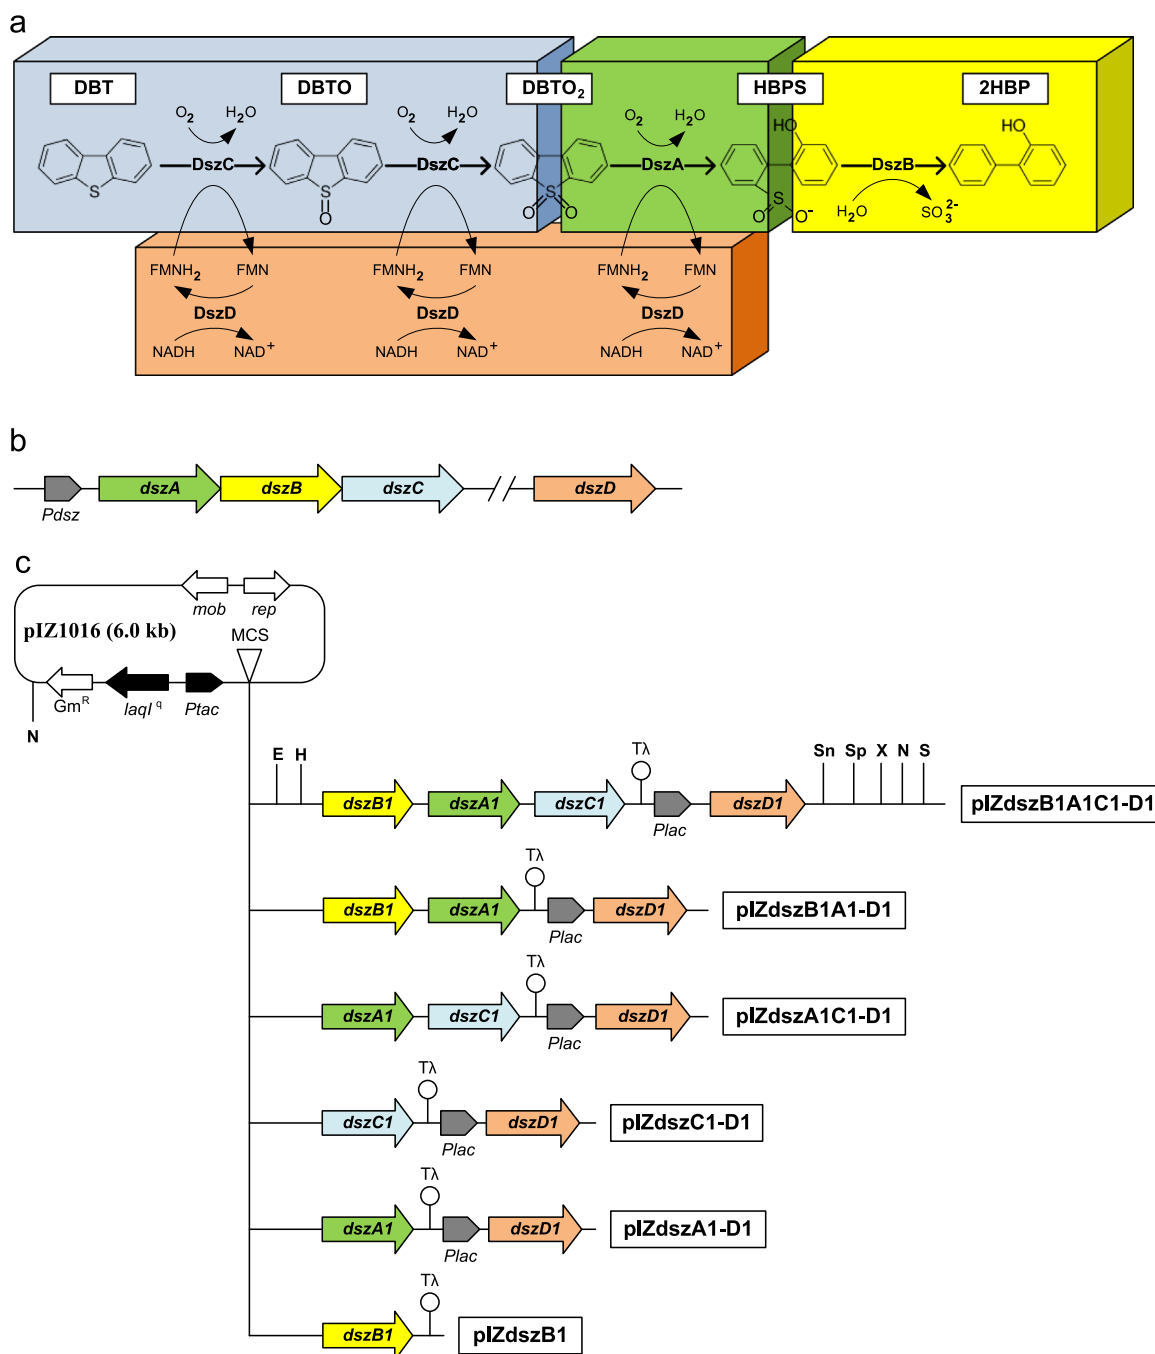 a
DBT DBTO DBTO2 HBPS 2HBP
O2 H2O O2 H2O O2 H2O HO HO
DszC DszC DszA DszB
S S S S H2O SO3 2-
O O O O O-
FMNH2 FMN FMNH2 FMN FMNH2 FMN
DszD DszD DszD
NADH NAD+ NADH NAD+ NADH NAD+
b
dszA dszB dszC dszD
Pdsz
c
mob rep
pIZ1016 (6.0 kb)
MCS
GmR laqIq Ptac
N
E H Tλ Sn Sp X N S
dszB1 dszA1 dszC1 dszD1 pIZdszB1A1C1-D1
Plac
Tλ
dszB1 dszA1 dszD1 pIZdszB1A1-D1
Plac
Tλ
dszA1 dszC1 dszD1 pIZdszA1C1-D1
Plac
Tλ
dszC1 dszD1 pIZdszC1-D1
Plac
Tλ
dszA1 dszD1 pIZdszA1-D1
Plac
Tλ
dszB1 pIZdszB1